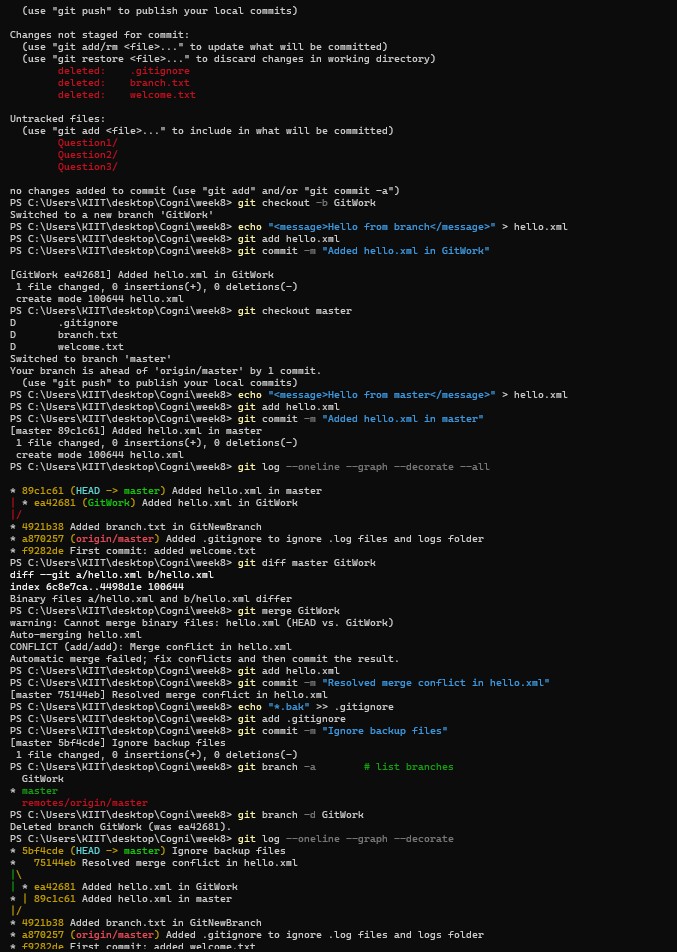 (use "git push" to publish your local commits)
Changes not staged for commit:
(use "git add/rm <file>..." to update what will be committed)
(use "git restore <file>..." to discard changes in working directory)
deleted:    .gitignore
deleted:    branch.txt
deleted:    welcome.txt
Untracked files:
(use "git add <file>..." to include in what will be committed)
Question1/
Question2/
Question3/
no changes added to commit (use "git add" and/or "git commit -a")
PS C:\Users\KIIT\desktop\Cogni\week8> git checkout -b GitWork
Switched to a new branch 'GitWork'
PS C:\Users\KIIT\desktop\Cogni\week8> echo "<message>Hello from branch</message>" > hello.xml
PS C:\Users\KIIT\desktop\Cogni\week8> git add hello.xml
PS C:\Users\KIIT\desktop\Cogni\week8> git commit -m "Added hello.xml in GitWork"
[GitWork ea42681] Added hello.xml in GitWork
1 file changed, 0 insertions(+), 0 deletions(-)
create mode 100644 hello.xml
PS C:\Users\KIIT\desktop\Cogni\week8> git checkout master
D       .gitignore
D       branch.txt
D       welcome.txt
Switched to branch 'master'
Your branch is ahead of 'origin/master' by 1 commit.
(use "git push" to publish your local commits)
PS C:\Users\KIIT\desktop\Cogni\week8> echo "<message>Hello from master</message>" > hello.xml
PS C:\Users\KIIT\desktop\Cogni\week8> git add hello.xml
PS C:\Users\KIIT\desktop\Cogni\week8> git commit -m "Added hello.xml in master"
[master 89c1c61] Added hello.xml in master
1 file changed, 0 insertions(+), 0 deletions(-)
create mode 100644 hello.xml
PS C:\Users\KIIT\desktop\Cogni\week8> git log --oneline --graph --decorate --all
* 89c1c61 (HEAD -> master) Added hello.xml in master
| * ea42681 (GitWork) Added hello.xml in GitWork
|/
* 4921b38 Added branch.txt in GitNewBranch
* a870257 (origin/master) Added .gitignore to ignore .log files and logs folder
* f9282de First commit: added welcome.txt
PS C:\Users\KIIT\desktop\Cogni\week8> git diff master GitWork
diff --git a/hello.xml b/hello.xml
index 6c8e7ca..4498d1e 100644
Binary files a/hello.xml and b/hello.xml differ
PS C:\Users\KIIT\desktop\Cogni\week8> git merge GitWork
warning: Cannot merge binary files: hello.xml (HEAD vs. GitWork)
Auto-merging hello.xml
CONFLICT (add/add): Merge conflict in hello.xml
Automatic merge failed; fix conflicts and then commit the result.
PS C:\Users\KIIT\desktop\Cogni\week8> git add hello.xml
PS C:\Users\KIIT\desktop\Cogni\week8> git commit -m "Resolved merge conflict in hello.xml"
[master 75144eb] Resolved merge conflict in hello.xml
PS C:\Users\KIIT\desktop\Cogni\week8> echo "*.bak" >> .gitignore
PS C:\Users\KIIT\desktop\Cogni\week8> git add .gitignore
PS C:\Users\KIIT\desktop\Cogni\week8> git commit -m "Ignore backup files"
[master 5bf4cde] Ignore backup files
1 file changed, 0 insertions(+), 0 deletions(-)
PS C:\Users\KIIT\desktop\Cogni\week8> git branch -a        # list branches
GitWork
* master
remotes/origin/master
PS C:\Users\KIIT\desktop\Cogni\week8> git branch -d GitWork
Deleted branch GitWork (was ea42681).
PS C:\Users\KIIT\desktop\Cogni\week8> git log --oneline --graph --decorate
* 5bf4cde (HEAD -> master) Ignore backup files
*   75144eb Resolved merge conflict in hello.xml
|\
| * ea42681 Added hello.xml in GitWork
* | 89c1c61 Added hello.xml in master
|/
* 4921b38 Added branch.txt in GitNewBranch
* a870257 (origin/master) Added .gitignore to ignore .log files and logs folder
* f9282de First commit: added welcome.txt